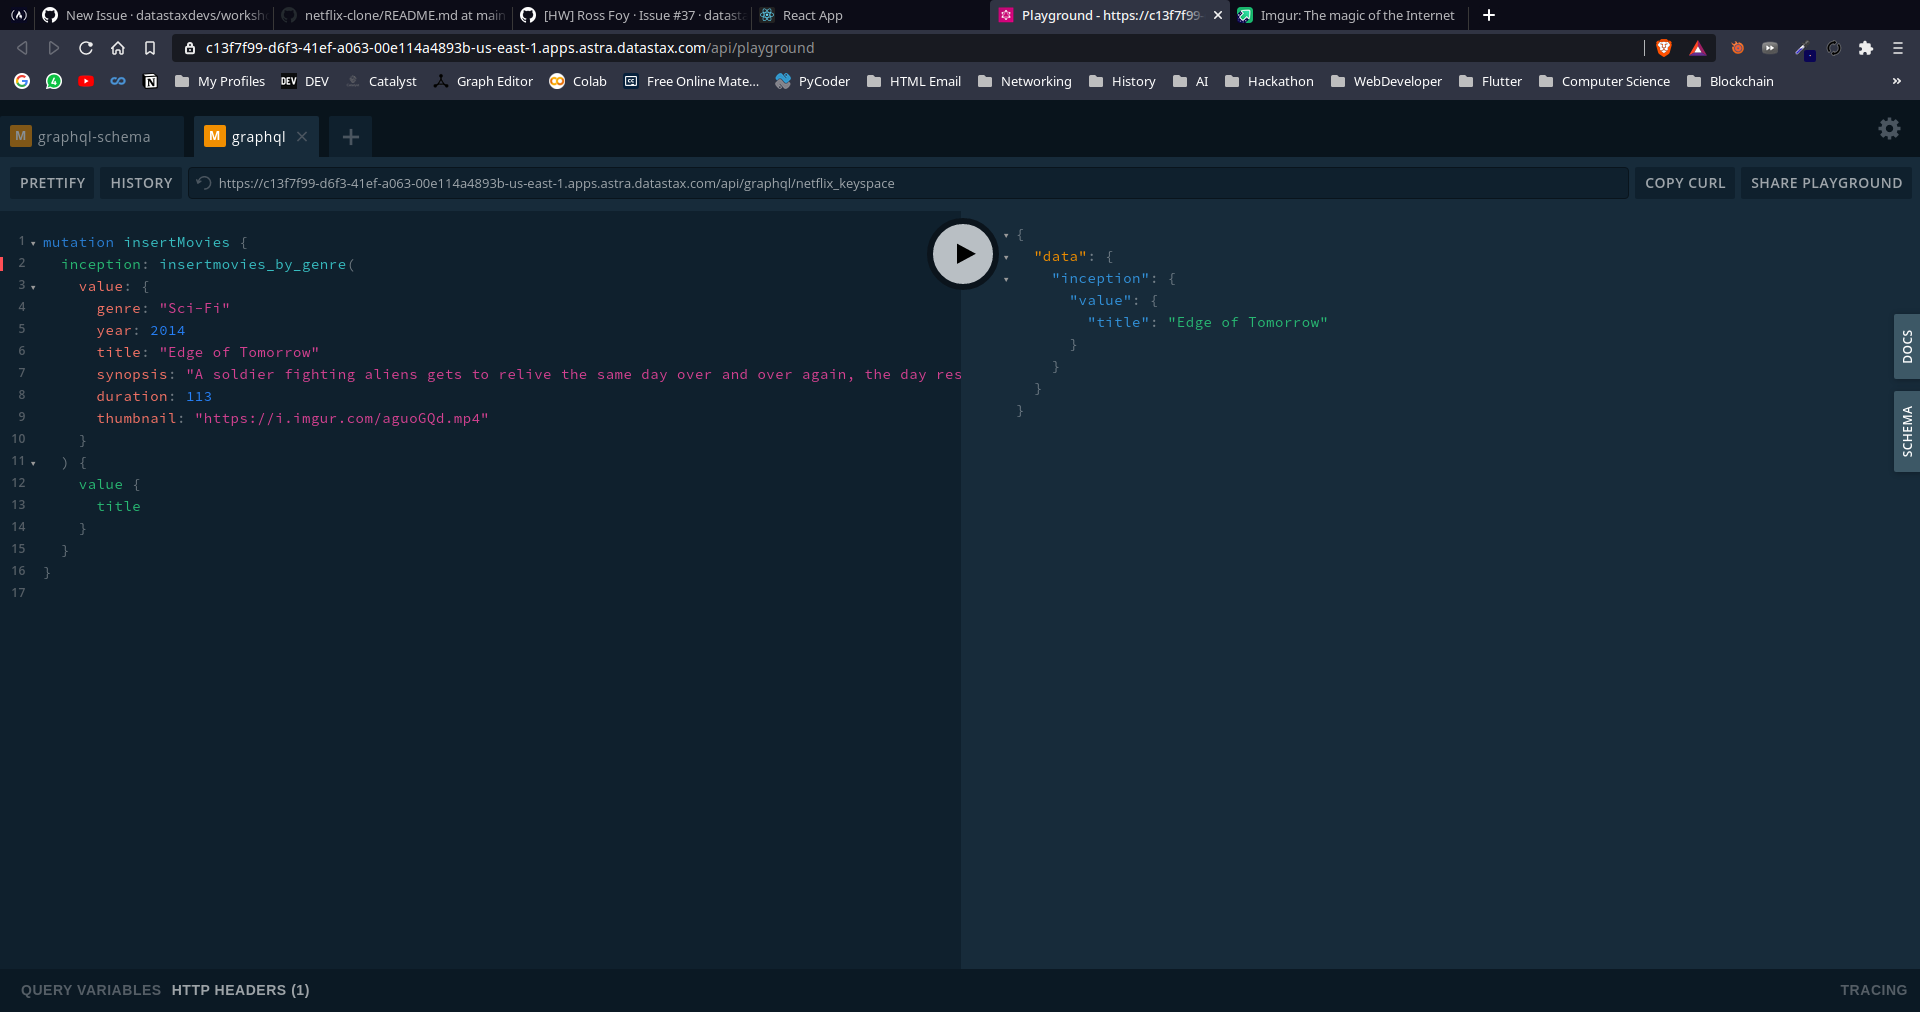 New Issue · datastaxdevs/worksh
netflix-clone/README.md at main
[HW] Ross Foy · Issue #37 · datast
React App
Playground - https://c13f7f99-
Imgur: The magic of the Internet
c13f7f99-d6f3-41ef-a063-00e114a4893b-us-east-1.apps.astra.datastax.com/api/playground
4
My Profiles
DEV DEV
Catalyst
Graph Editor
Colab
Free Online Mate...
PyCoder
HTML Email
Networking
History
AI
Hackathon
WebDeveloper
Flutter
Computer Science
Blockchain
»
M graphql-schema
M graphql
PRETTIFY
HISTORY
https://c13f7f99-d6f3-41ef-a063-00e114a4893b-us-east-1.apps.astra.datastax.com/api/graphql/netflix_keyspace
COPY CURL
SHARE PLAYGROUND
1 mutation insertMovies {
2 inception: insertmovies_by_genre(
3 value: {
4 genre: "Sci-Fi"
5 year: 2014
6 title: "Edge of Tomorrow"
7 synopsis: "A soldier fighting aliens gets to relive the same day over and over again, the day res
8 duration: 113
9 thumbnail: "https://i.imgur.com/aguoGQd.mp4"
10 }
11 ) {
12 value {
13 title
14 }
15 }
16 }
17
{
"data": {
"inception": {
"value": {
"title": "Edge of Tomorrow"
}
}
}
}
DOCS
SCHEMA
QUERY VARIABLES
HTTP HEADERS (1)
TRACING